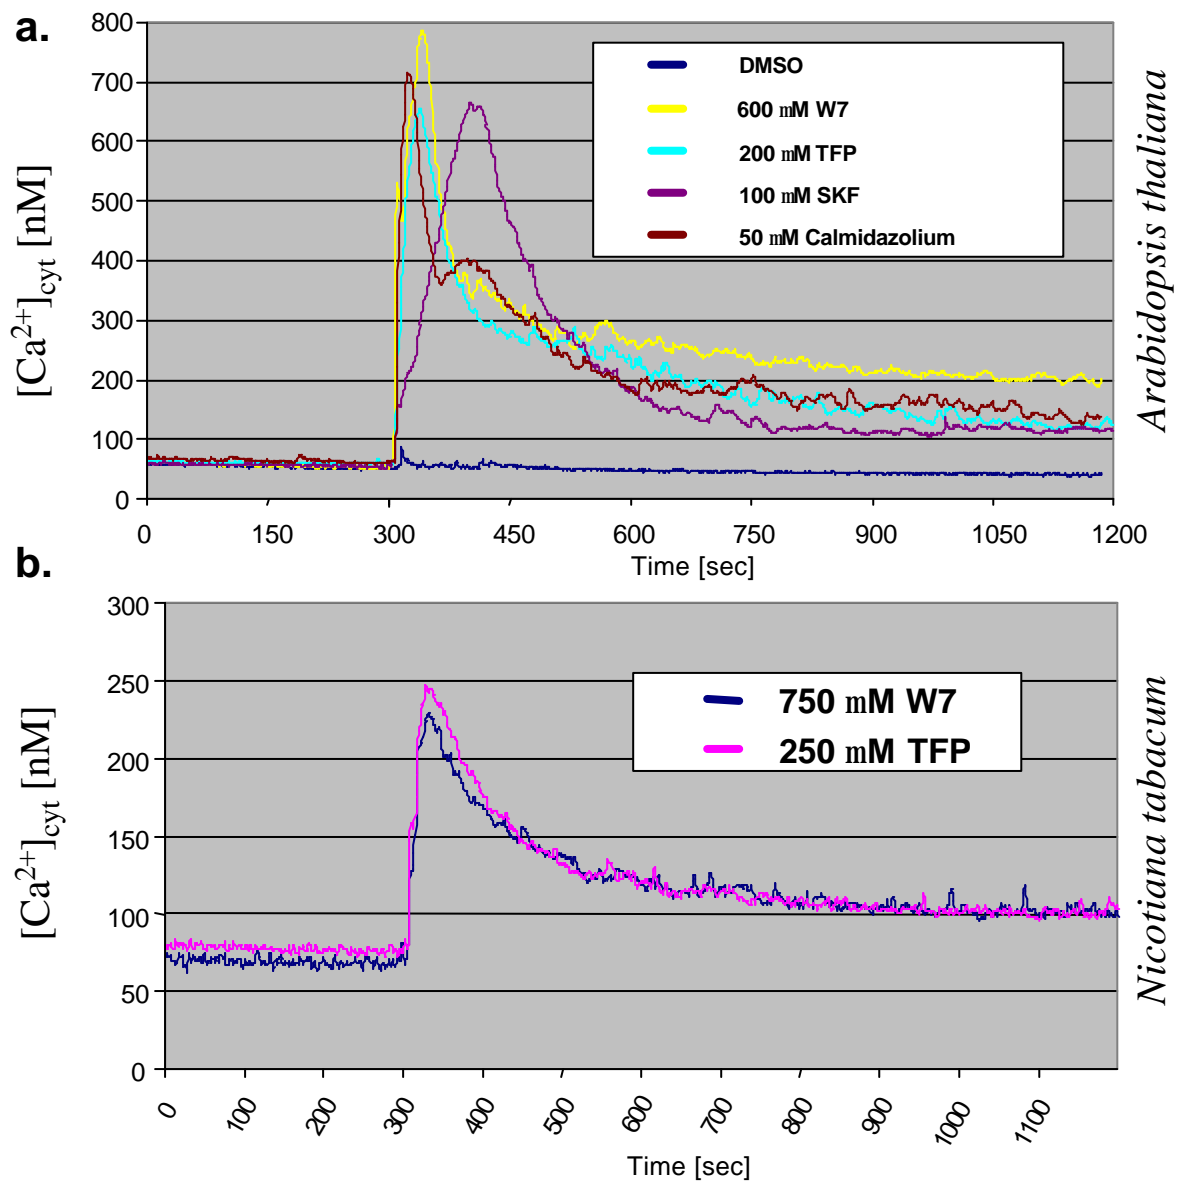 a.
800
700
600
500
400
300
200
100
0
[Ca2+]cyt [nM]
DMSO
600 mM W7
200 mM TFP
100 mM SKF
50 mM Calmidazolium
Arabidopsis thaliana
0 150 300 450 600 750 900 1050 1200
Time [sec]
b.
300
250
200
150
100
50
0
[Ca2+]cyt [nM]
750 mM W7
250 mM TFP
Nicotiana tabacum
0 100 200 300 400 500 600 700 800 900 1000 1100
Time [sec]